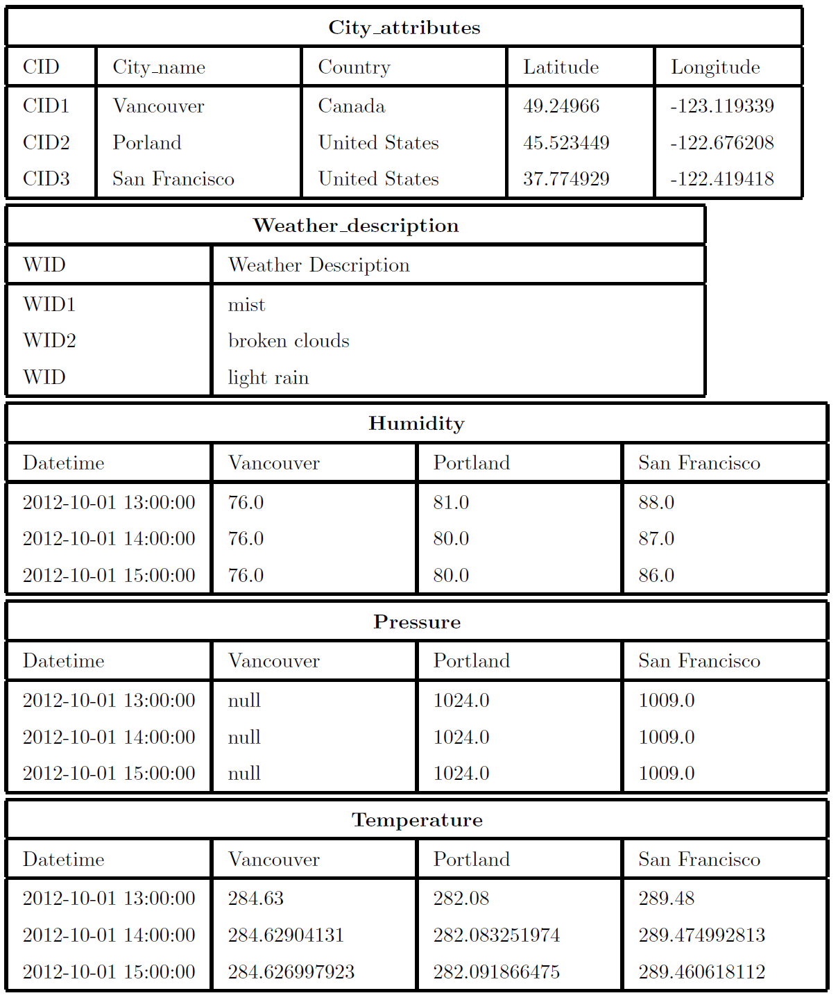 City_attributes
CID City_name Country Latitude Longitude
CID1 Vancouver Canada 49.24966 -123.119339
CID2 Porland United States 45.523449 -122.676208
CID3 San Francisco United States 37.774929 -122.419418
Weather_description
WID Weather Description
WID1 mist
WID2 broken clouds
WID light rain
Humidity
Datetime Vancouver Portland San Francisco
2012-10-01 13:00:00 76.0 81.0 88.0
2012-10-01 14:00:00 76.0 80.0 87.0
2012-10-01 15:00:00 76.0 80.0 86.0
Pressure
Datetime Vancouver Portland San Francisco
2012-10-01 13:00:00 null 1024.0 1009.0
2012-10-01 14:00:00 null 1024.0 1009.0
2012-10-01 15:00:00 null 1024.0 1009.0
Temperature
Datetime Vancouver Portland San Francisco
2012-10-01 13:00:00 284.63 282.08 289.48
2012-10-01 14:00:00 284.62904131 282.083251974 289.474992813
2012-10-01 15:00:00 284.626997923 282.091866475 289.460618112